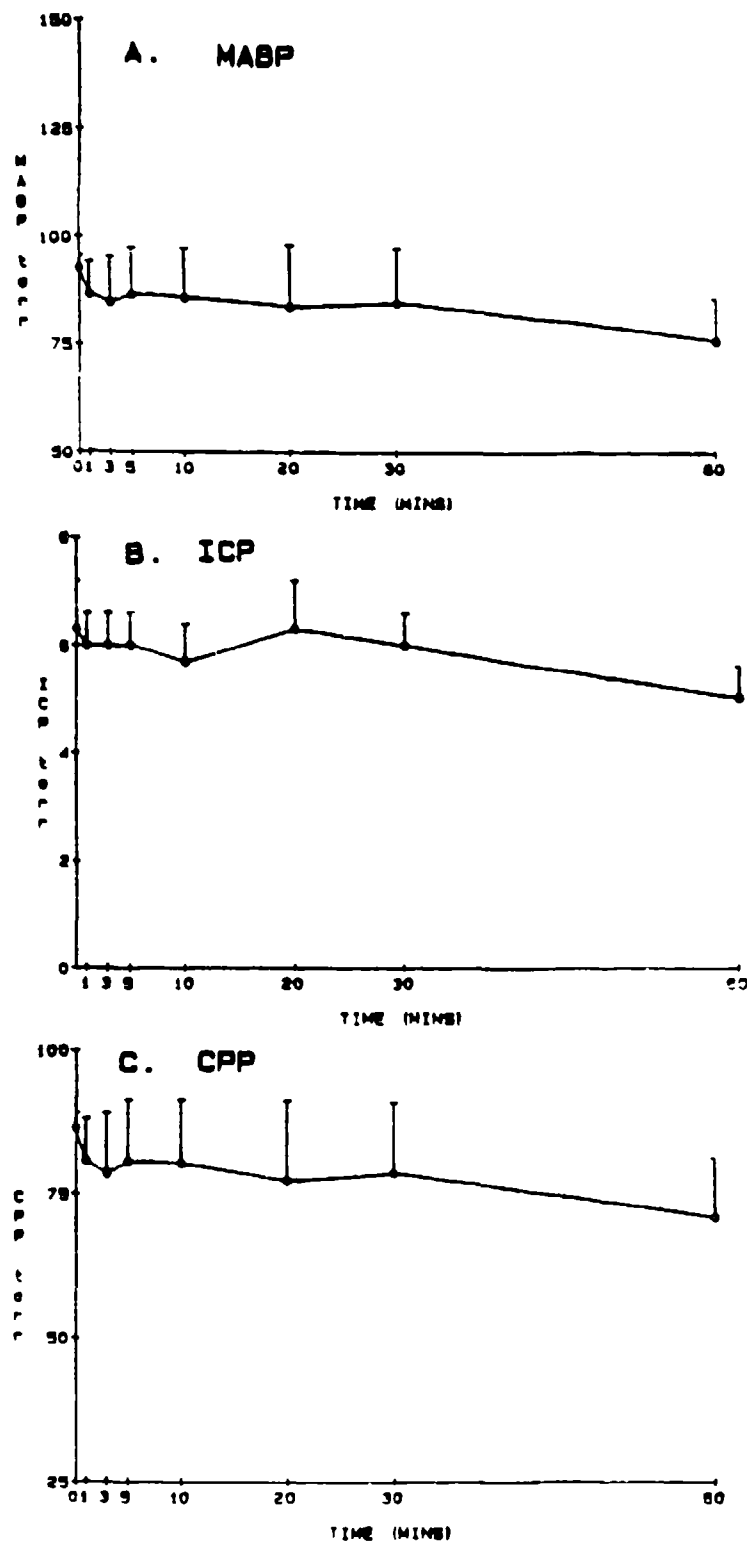 150
A. MABP
125
100
75
50
MABP torr
0 1 3 5 10 20 30 60
TIME (MINS)
8
B. ICP
6
4
2
0
ICP torr
1 3 5 10 20 30 60
TIME (MINS)
100
C. CPP
75
50
25
CPP torr
0 1 3 5 10 20 30 60
TIME (MINS)